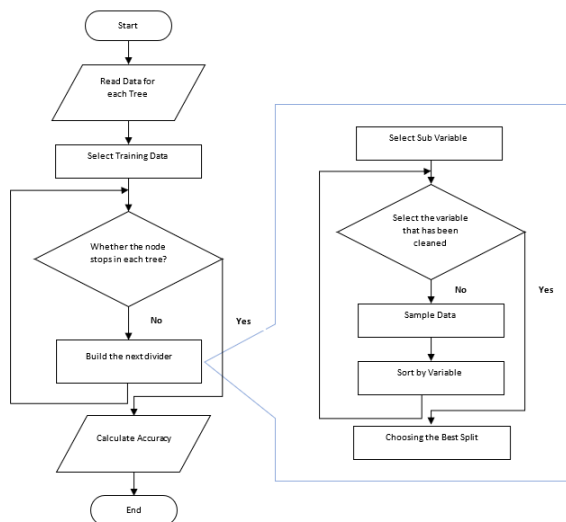 Start
Read Data for
each Tree
Select Training Data
Whether the node
stops in each tree?
No
Yes
Build the next divider
Calculate Accuracy
End
Select Sub Variable
Select the variable
that has been
cleaned
No
Yes
Sample Data
Sort by Variable
Choosing the Best Split